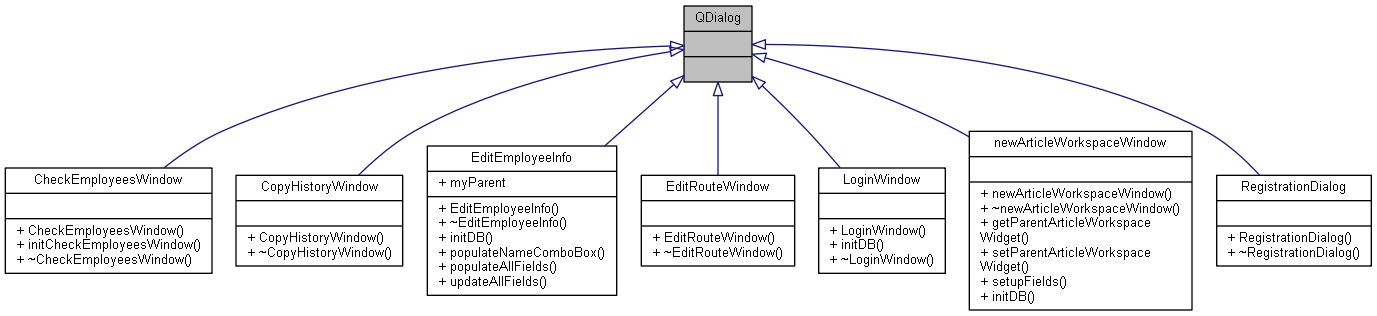 QDialog
CheckEmployeesWindow
+ CheckEmployeesWindow()
+ initCheckEmployeesWindow()
+ ~CheckEmployeesWindow()
CopyHistoryWindow
+ CopyHistoryWindow()
+ ~CopyHistoryWindow()
EditEmployeeInfo
+ myParent
+ EditEmployeeInfo()
+ ~EditEmployeeInfo()
+ initDB()
+ populateNameComboBox()
+ populateAllFields()
+ updateAllFields()
EditRouteWindow
+ EditRouteWindow()
+ ~EditRouteWindow()
LoginWindow
+ LoginWindow()
+ initDB()
+ ~LoginWindow()
newArticleWorkspaceWindow
+ newArticleWorkspaceWindow()
+ ~newArticleWorkspaceWindow()
+ getParentArticleWorkspace
Widget()
+ setParentArticleWorkspace
Widget()
+ setupFields()
+ initDB()
RegistrationDialog
+ RegistrationDialog()
+ ~RegistrationDialog()